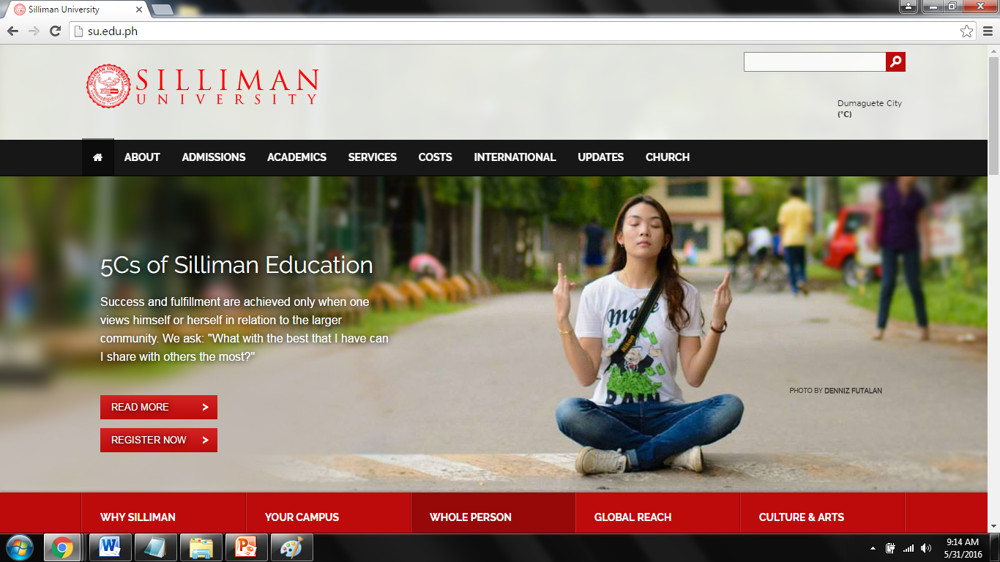 Silliman University
su.edu.ph
SILLIMAN
UNIVERSITY
Dumaguete City
(°C)
ABOUT ADMISSIONS ACADEMICS SERVICES COSTS INTERNATIONAL UPDATES CHURCH
5Cs of Silliman Education
Success and fulfillment are achieved only when one
views himself or herself in relation to the larger
community. We ask: "What with the best that I have can
I share with others the most?"
READ MORE >
REGISTER NOW >
Make
Nikon
RAIN
PHOTO BY DENNIZ FUTALAN
WHY SILLIMAN YOUR CAMPUS WHOLE PERSON GLOBAL REACH CULTURE & ARTS
9:14 AM
5/31/2016